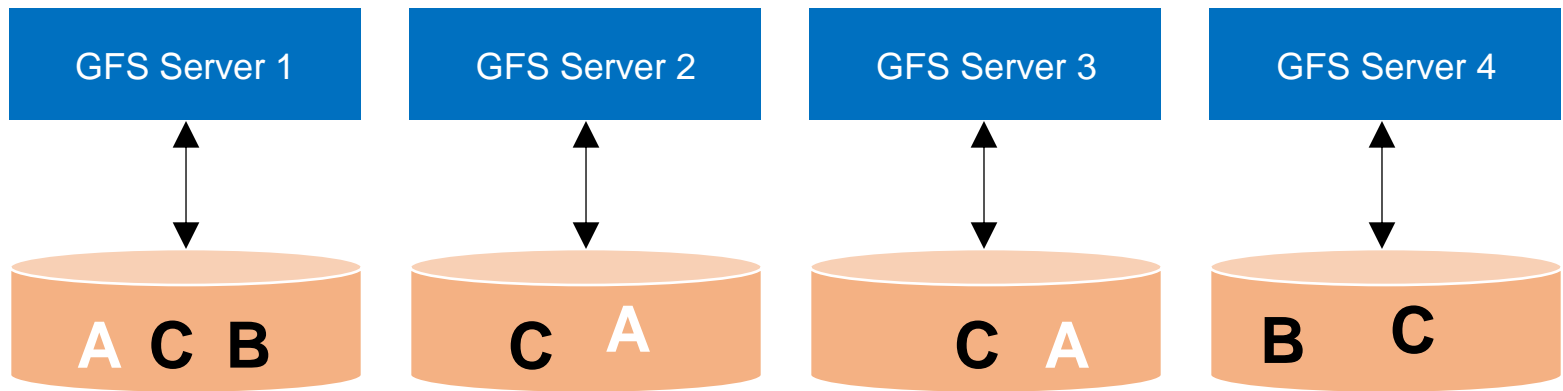 GFS Server 1
GFS Server 2
GFS Server 3
GFS Server 4
A C B
C A
C A
B C